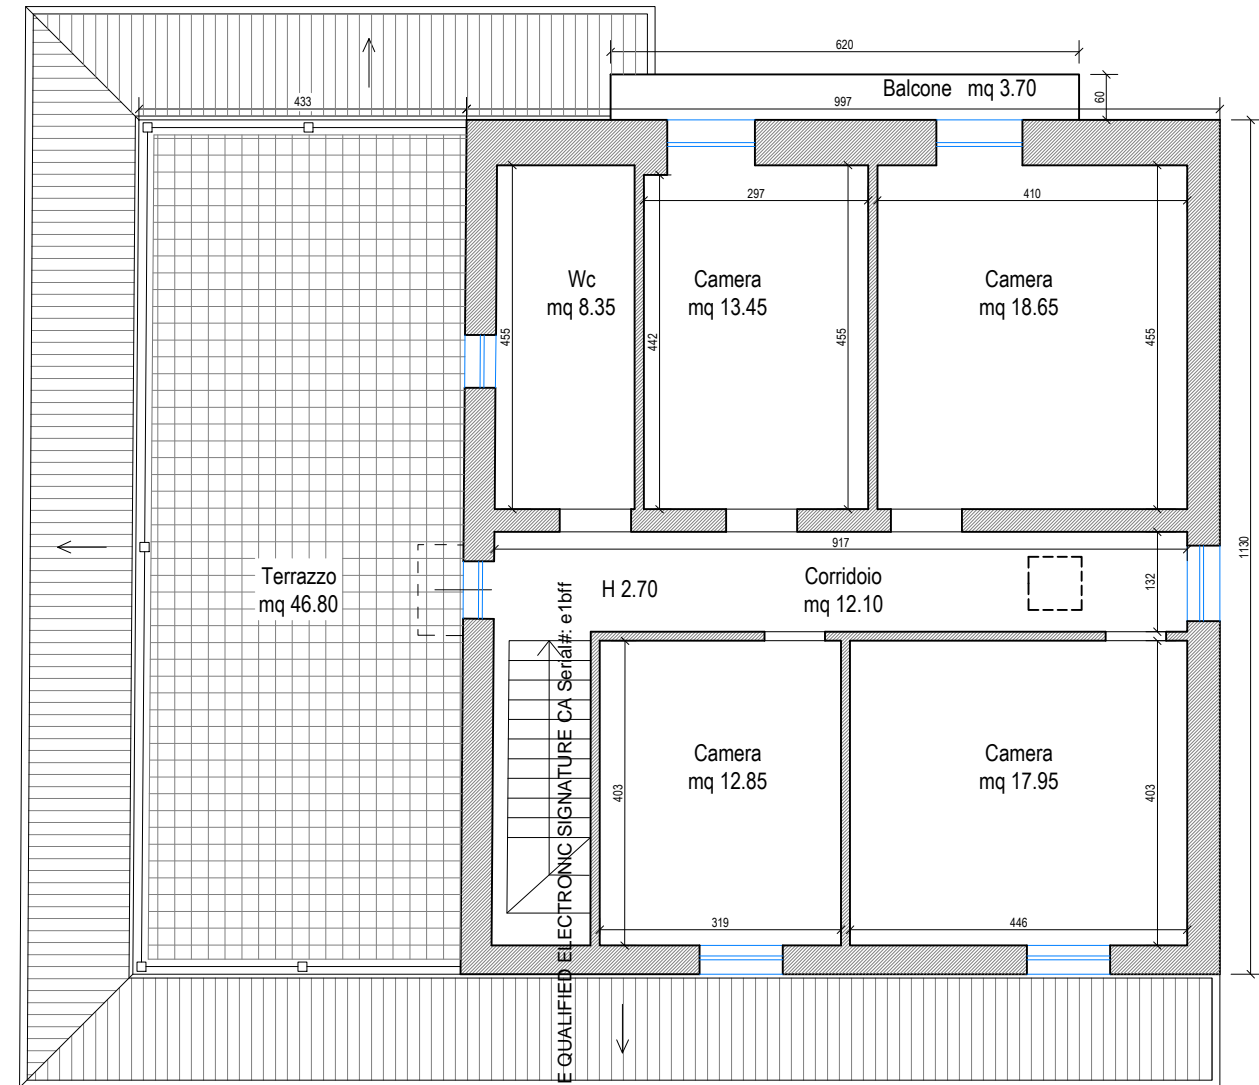 620
Balcone mq 3.70
60
433
997
297
410
Wc
mq 8.35
Camera
mq 13.45
Camera
mq 18.65
455
442
455
455
917
1130
Terrazzo
mq 46.80
H 2.70
Corridoio
mq 12.10
132
E QUALIFIED ELECTRONIC SIGNATURE CA Serial#: e1bff
Camera
mq 12.85
Camera
mq 17.95
403
403
319
446